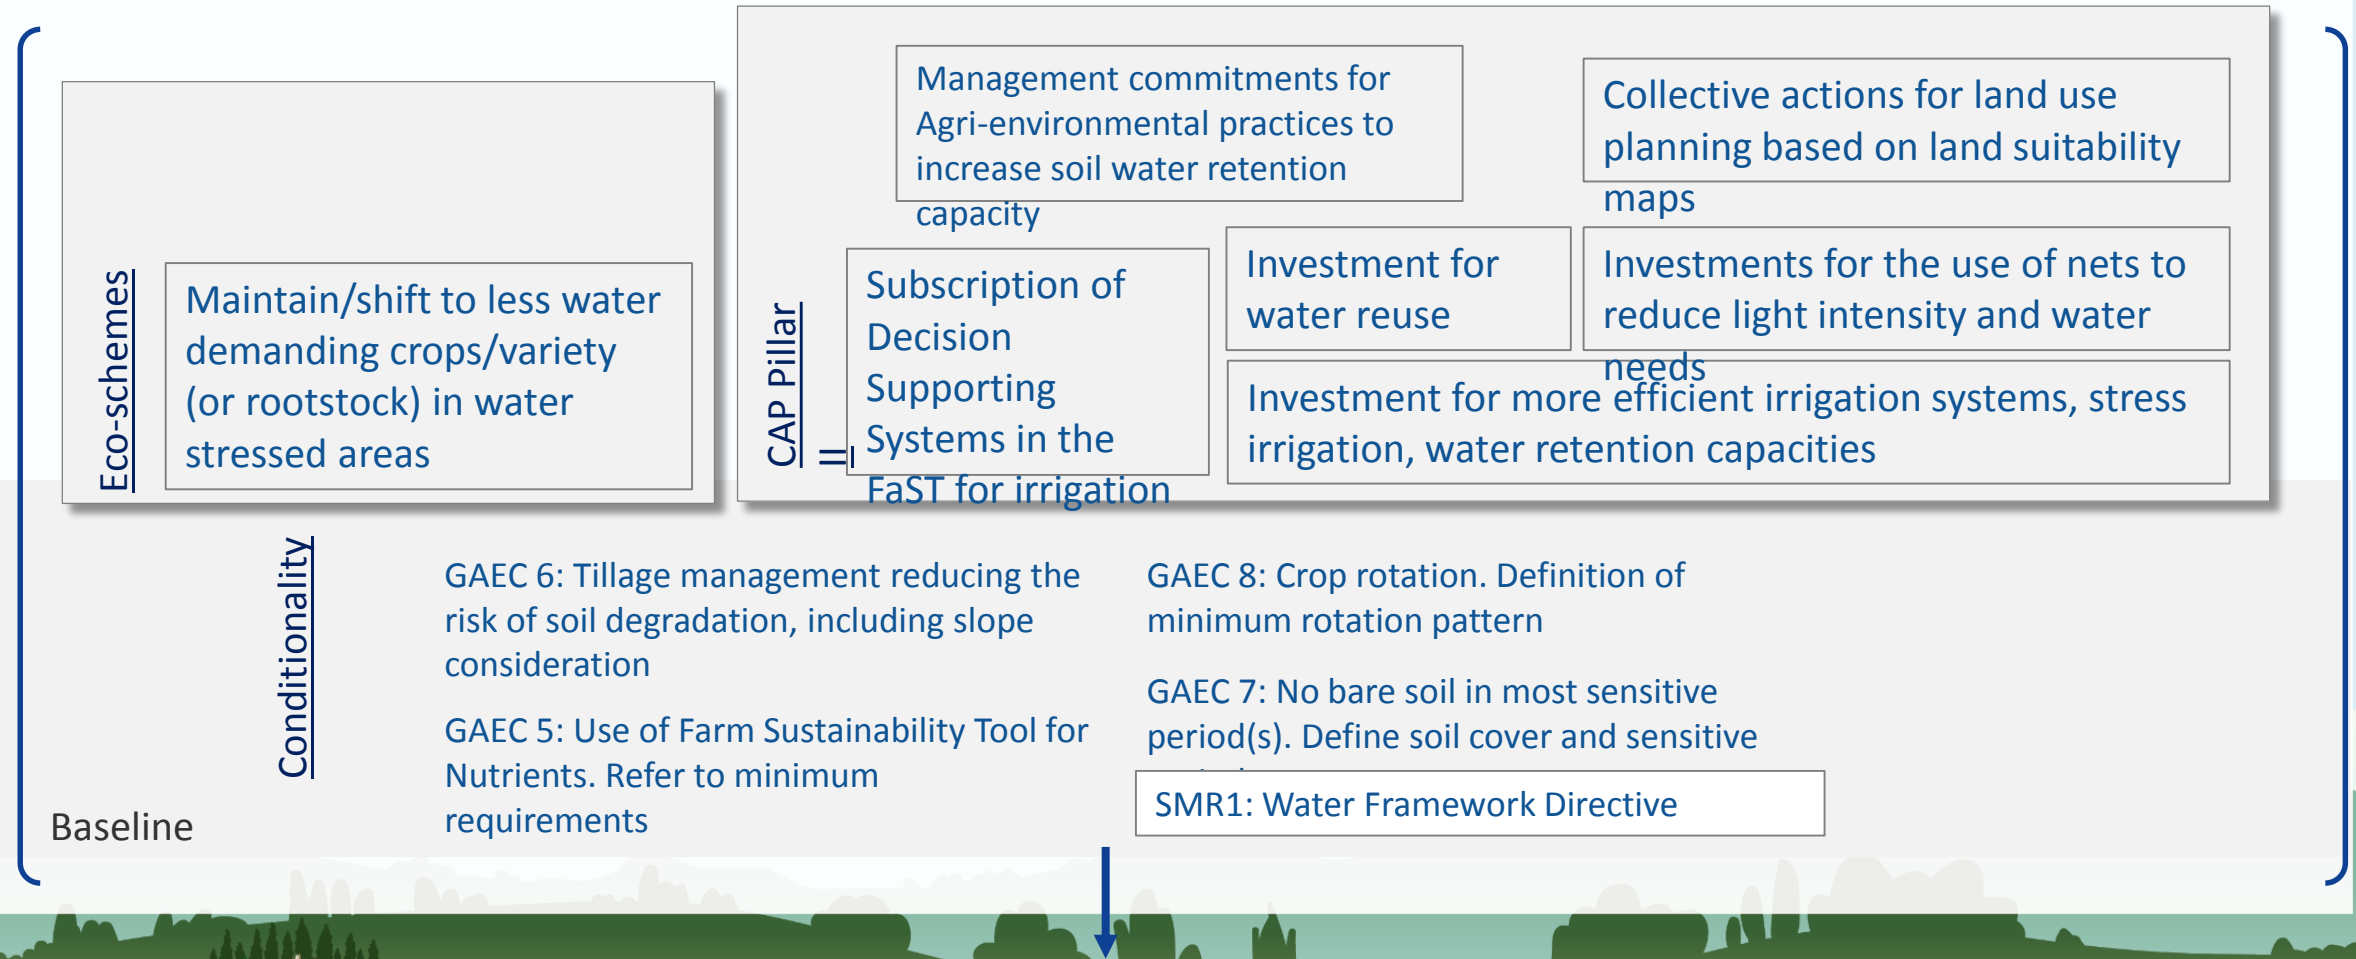 Eco-schemes
Maintain/shift to less water
demanding crops/variety
(or rootstock) in water
stressed areas
CAP Pillar
II
Management commitments for
Agri-environmental practices to
increase soil water retention
capacity
Collective actions for land use
planning based on land suitability
maps
Subscription of
Decision
Supporting
Systems in the
FaST for irrigation
Investment for
water reuse
Investments for the use of nets to
reduce light intensity and water
needs
Investment for more efficient irrigation systems, stress
irrigation, water retention capacities
Conditionality
GAEC 6: Tillage management reducing the
risk of soil degradation, including slope
consideration
GAEC 5: Use of Farm Sustainability Tool for
Nutrients. Refer to minimum
requirements
GAEC 8: Crop rotation. Definition of
minimum rotation pattern
GAEC 7: No bare soil in most sensitive
period(s). Define soil cover and sensitive
SMR1: Water Framework Directive
Baseline